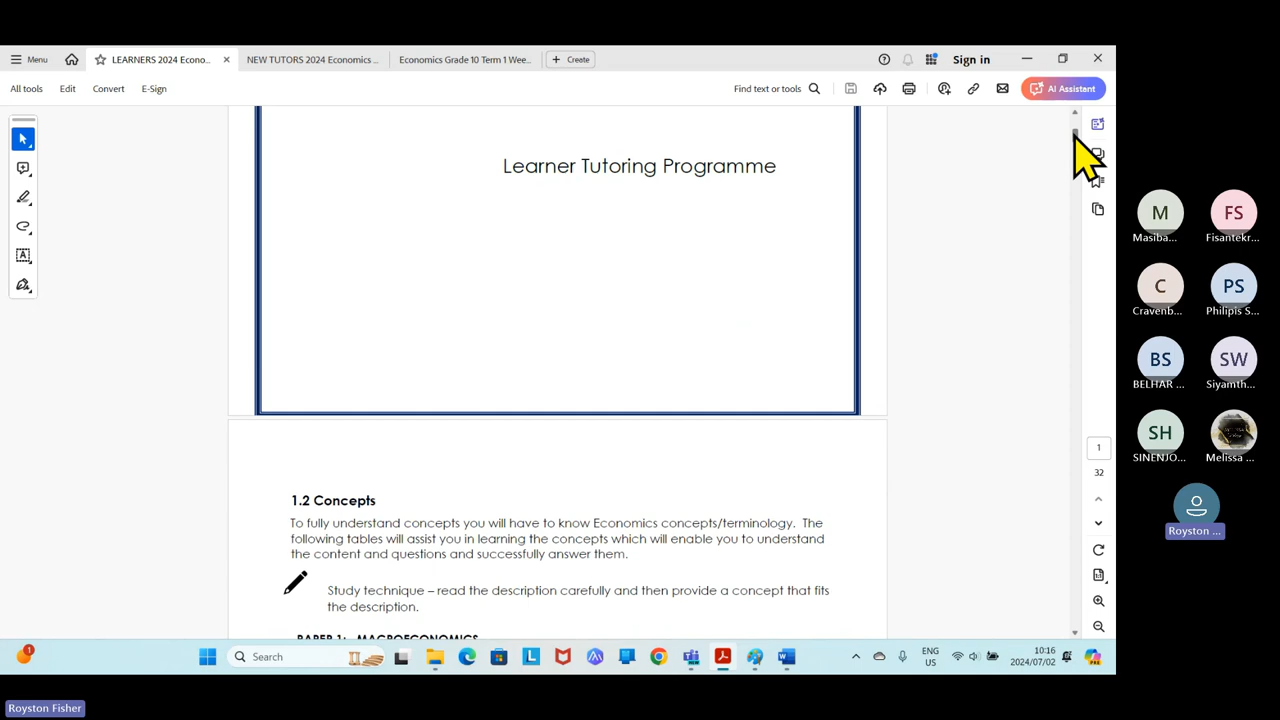 Menu
LEARNERS 2024 Econo...
NEW TUTORS 2024 Economics ...
Economics Grade 10 Term 1 Wee...
Create
Sign in
All tools
Edit
Convert
E-Sign
Find text or tools
AI Assistant
Learner Tutoring Programme
1.2 Concepts
To fully understand concepts you will have to know Economics concepts/terminology. The
following tables will assist you in learning the concepts which will enable you to understand
the content and questions and successfully answer them.
Study technique – read the description carefully and then provide a concept that fits
the description.
PAPER 1: MACROECONOMICS
1
32
M
Masiba...
FS
Fisantekr...
C
Cravenb...
PS
Philipis S...
BS
BELHAR ...
SW
Siyamth...
SH
SINENJO...
Melissa ...
Royston ...
1
Search
ENG
US
10:16
2024/07/02
Royston Fisher